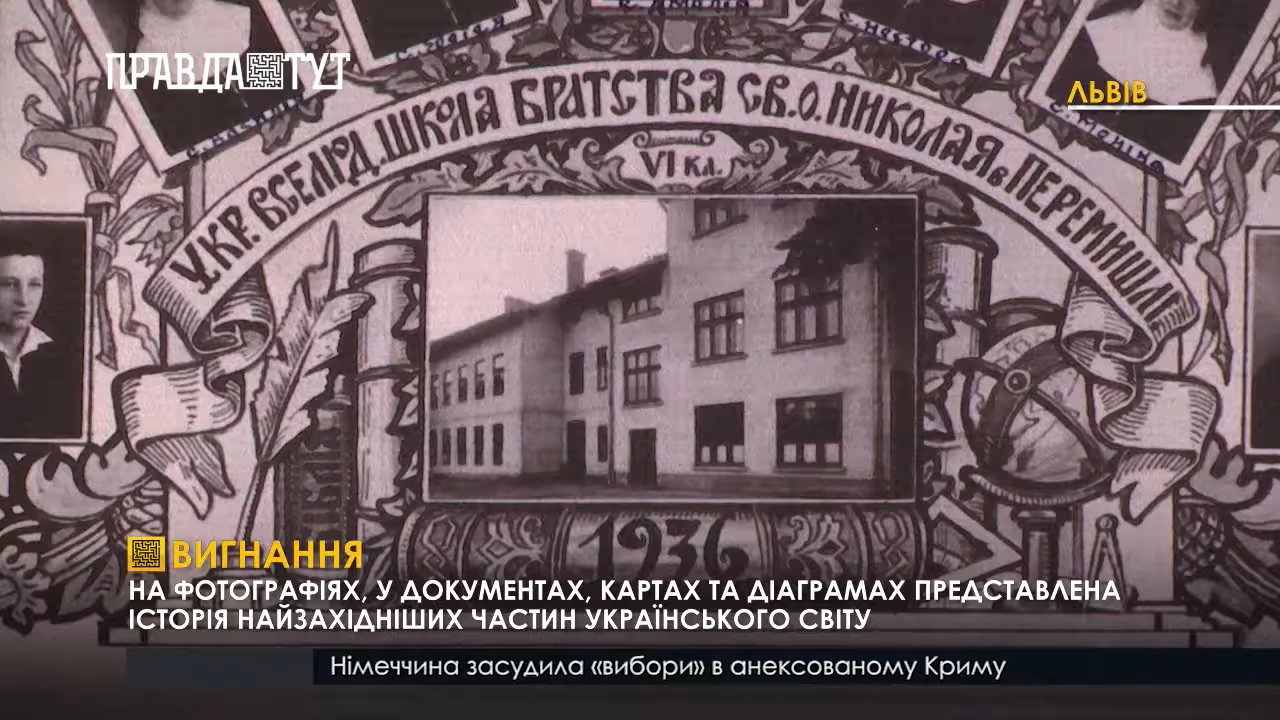 ПРАВДА ТУТ
ЛЬВІВ
УКР. ВСЕЛЮД. ШКОЛА БРАТСТВА СВ.О. НИКОЛАЯ в ПЕРЕМИШЛІ
VI кл.
1936
ВИГНАННЯ
НА ФОТОГРАФІЯХ, У ДОКУМЕНТАХ, КАРТАХ ТА ДІАГРАМАХ ПРЕДСТАВЛЕНА
ІСТОРІЯ НАЙЗАХІДНІШИХ ЧАСТИН УКРАЇНСЬКОГО СВІТУ
Німеччина засудила «вибори» в анексованому Криму